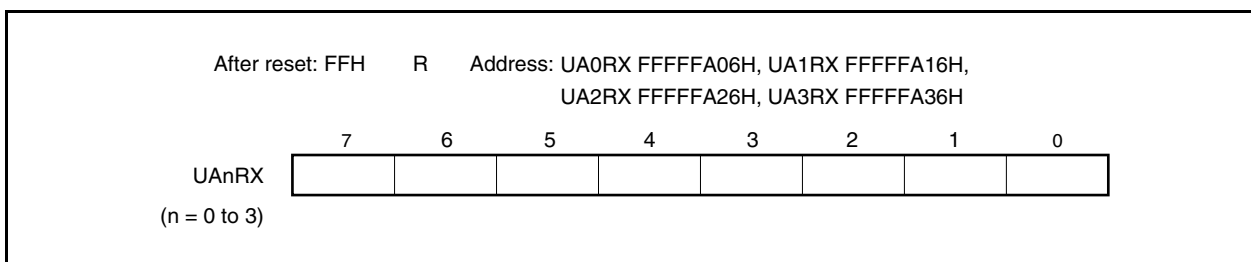 After reset: FFH R Address: UA0RX FFFFFA06H, UA1RX FFFFFA16H,
UA2RX FFFFFA26H, UA3RX FFFFFA36H
7 6 5 4 3 2 1 0
UAnRX
(n = 0 to 3)